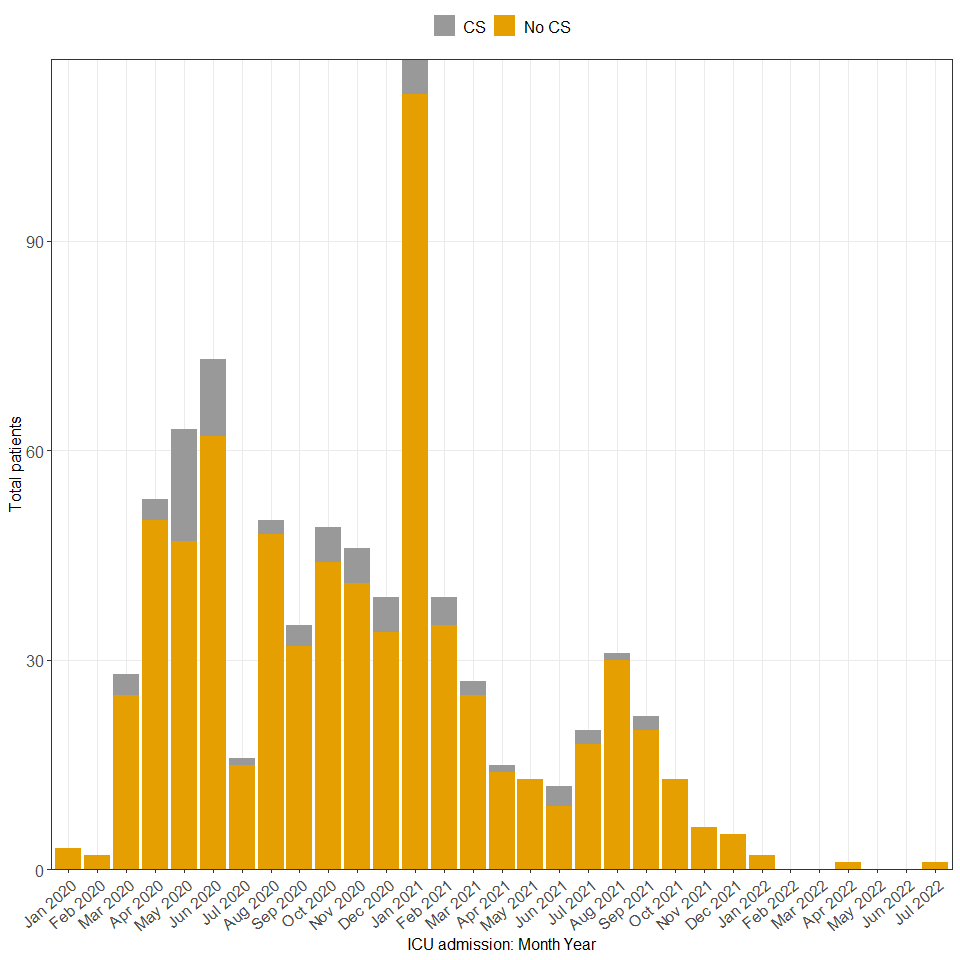 CS No CS
Total patients
90
60
30
0
Jan 2020
Feb 2020
Mar 2020
Apr 2020
May 2020
Jun 2020
Jul 2020
Aug 2020
Sep 2020
Oct 2020
Nov 2020
Dec 2020
Jan 2021
Feb 2021
Mar 2021
Apr 2021
May 2021
Jun 2021
Jul 2021
Aug 2021
Sep 2021
Oct 2021
Nov 2021
Dec 2021
Jan 2022
Feb 2022
Mar 2022
Apr 2022
May 2022
Jun 2022
Jul 2022
ICU admission: Month Year